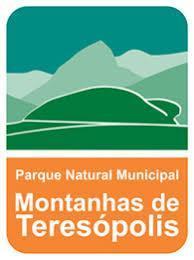 Parque Natural Municipal
Montanhas de
Teresópolis